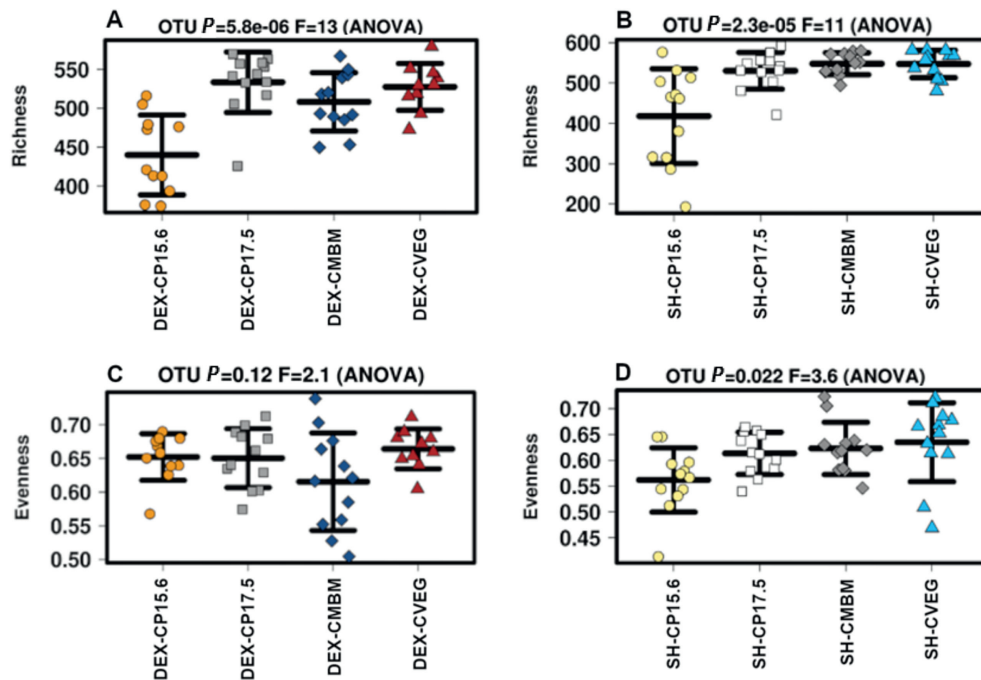 A
OTU P=5.8e-06 F=13 (ANOVA)
Richness
550
500
450
400
DEX-CP15.6
DEX-CP17.5
DEX-CMBM
DEX-CVEG
B
OTU P=2.3e-05 F=11 (ANOVA)
Richness
600
500
400
300
200
SH-CP15.6
SH-CP17.5
SH-CMBM
SH-CVEG
C
OTU P=0.12 F=2.1 (ANOVA)
Evenness
0.70
0.65
0.60
0.55
0.50
DEX-CP15.6
DEX-CP17.5
DEX-CMBM
DEX-CVEG
D
OTU P=0.022 F=3.6 (ANOVA)
Evenness
0.70
0.65
0.60
0.55
0.50
0.45
SH-CP15.6
SH-CP17.5
SH-CMBM
SH-CVEG